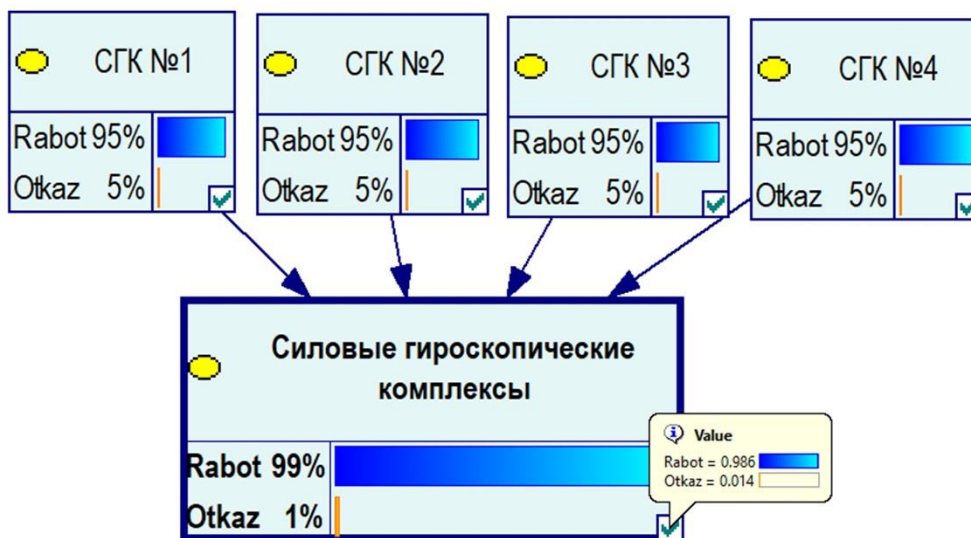 СГК №1
СГК №2
СГК №3
СГК №4
Rabot 95%
Otkaz 5%
Rabot 95%
Otkaz 5%
Rabot 95%
Otkaz 5%
Rabot 95%
Otkaz 5%
Силовые гироскопические
комплексы
Rabot 99%
Otkaz 1%
Value
Rabot = 0.986
Otkaz = 0.014